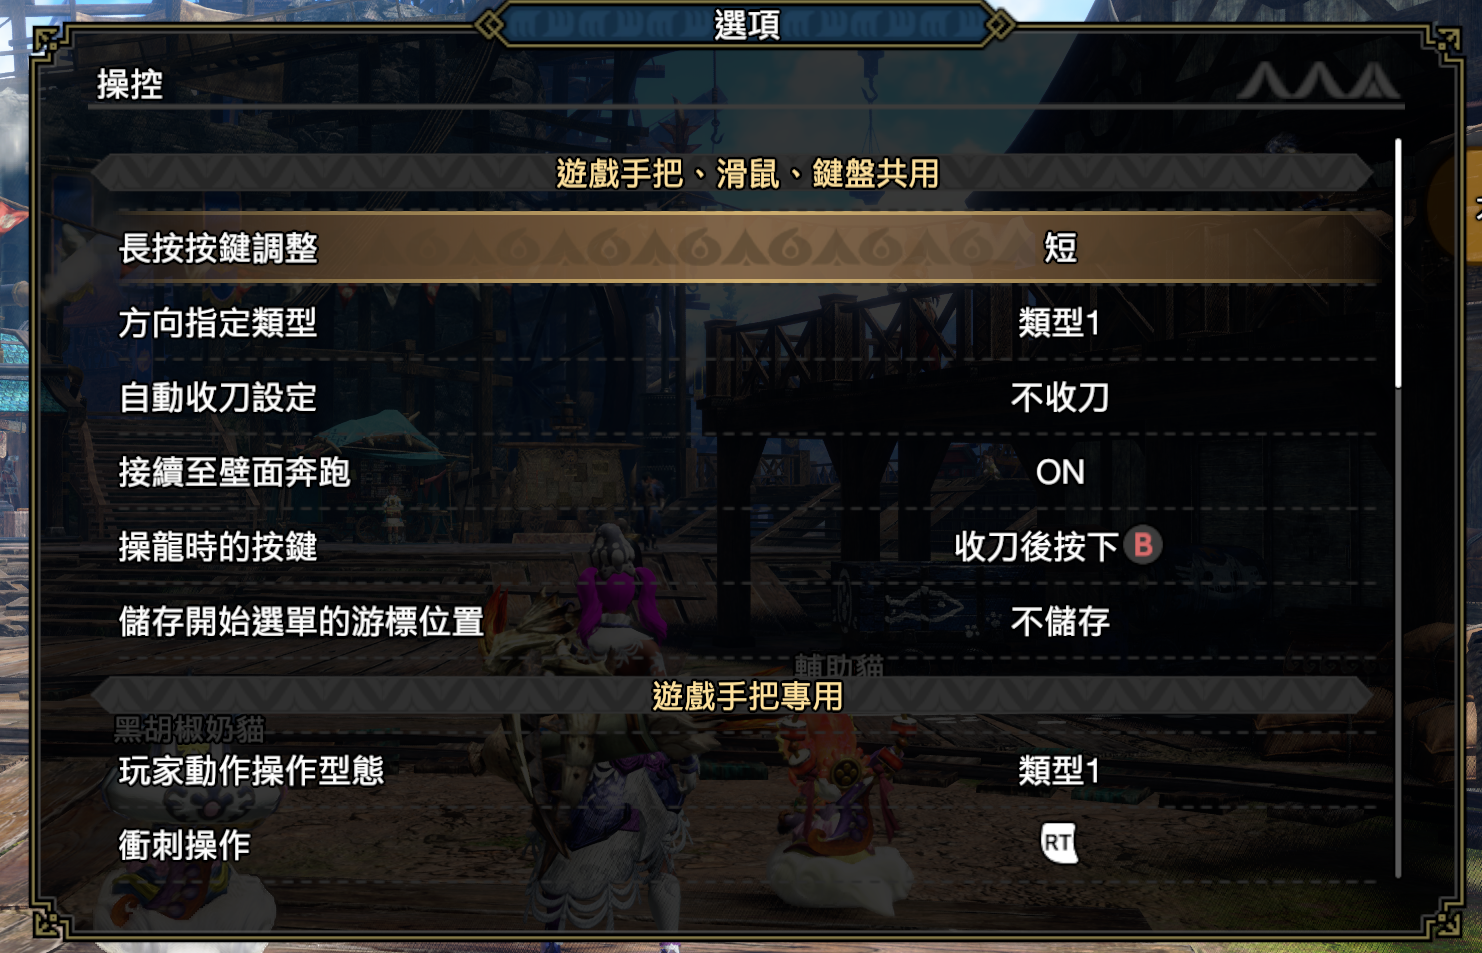 選項
操控
遊戲手把、滑鼠、鍵盤共用
長按按鍵調整 短
方向指定類型 類型1
自動收刀設定 不收刀
接續至壁面奔跑 ON
操龍時的按鍵 收刀後按下B
儲存開始選單的游標位置 不儲存
輔助貓
遊戲手把專用
黑胡椒奶貓
玩家動作操作型態 類型1
衝刺操作 RT